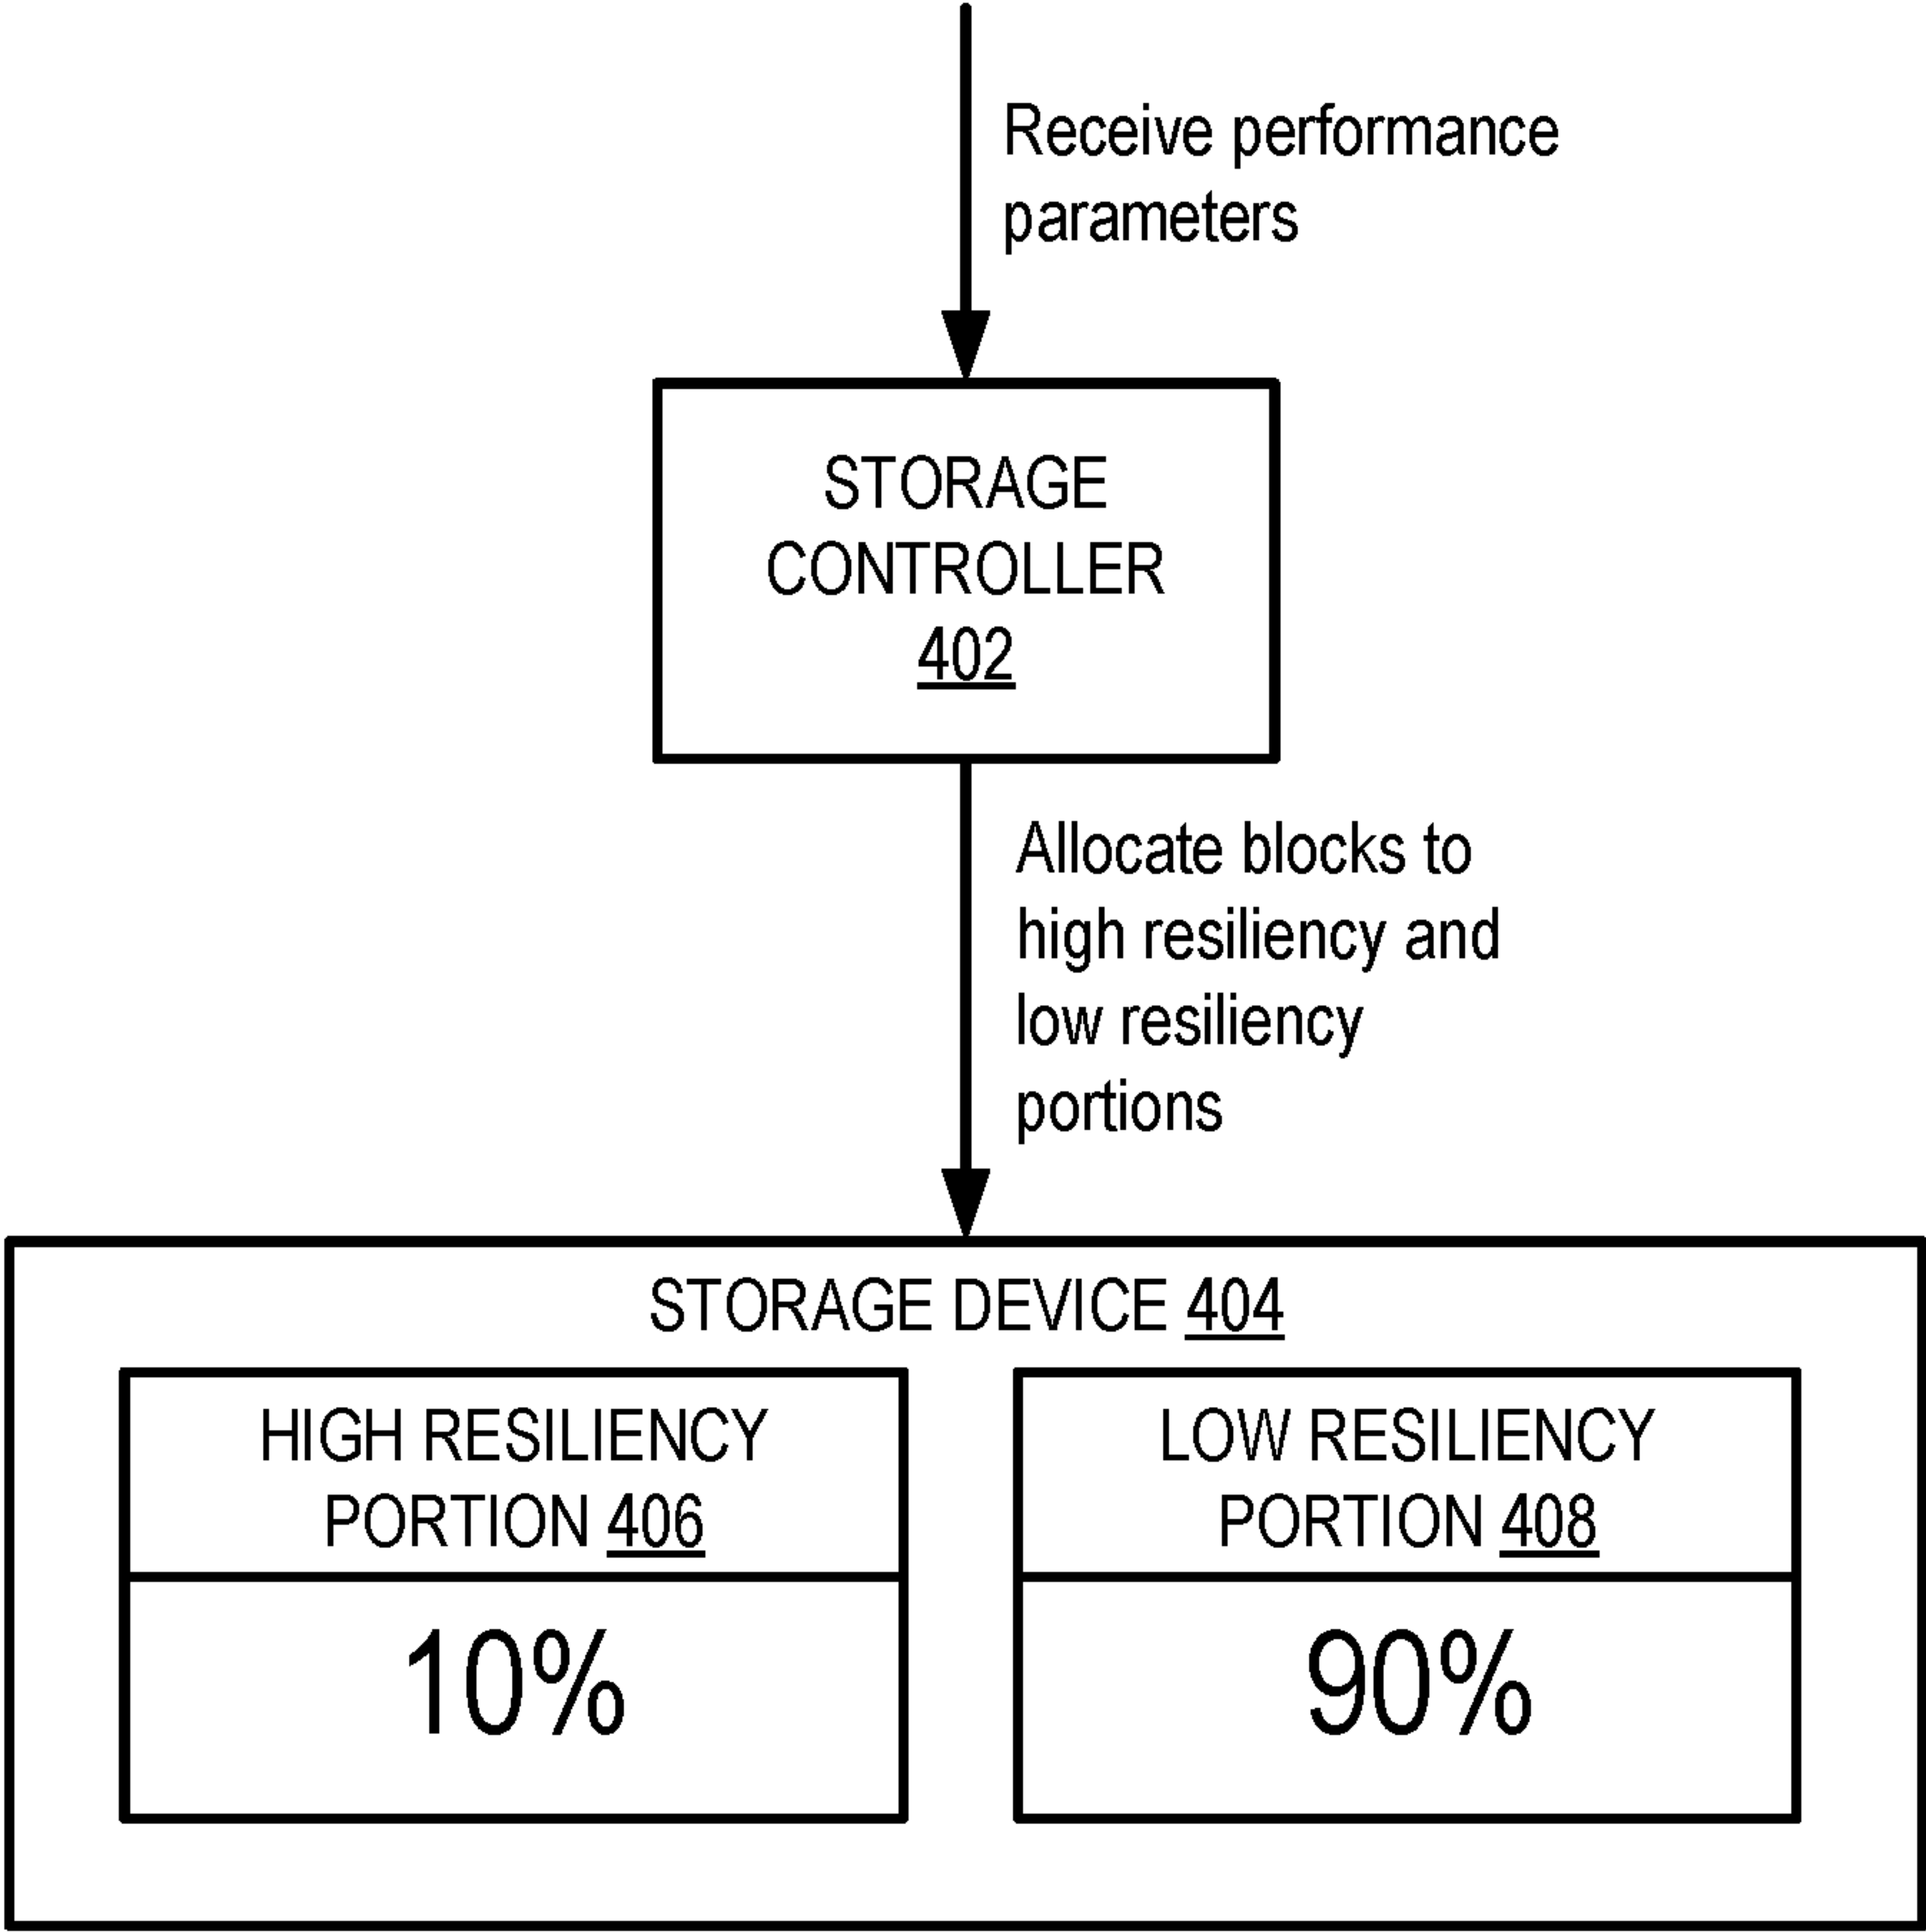 Receive performance
parameters
STORAGE
CONTROLLER
402
Allocate blocks to
high resiliency and
low resiliency
portions
STORAGE DEVICE 404
HIGH RESILIENCY
PORTION 406
10%
LOW RESILIENCY
PORTION 408
90%